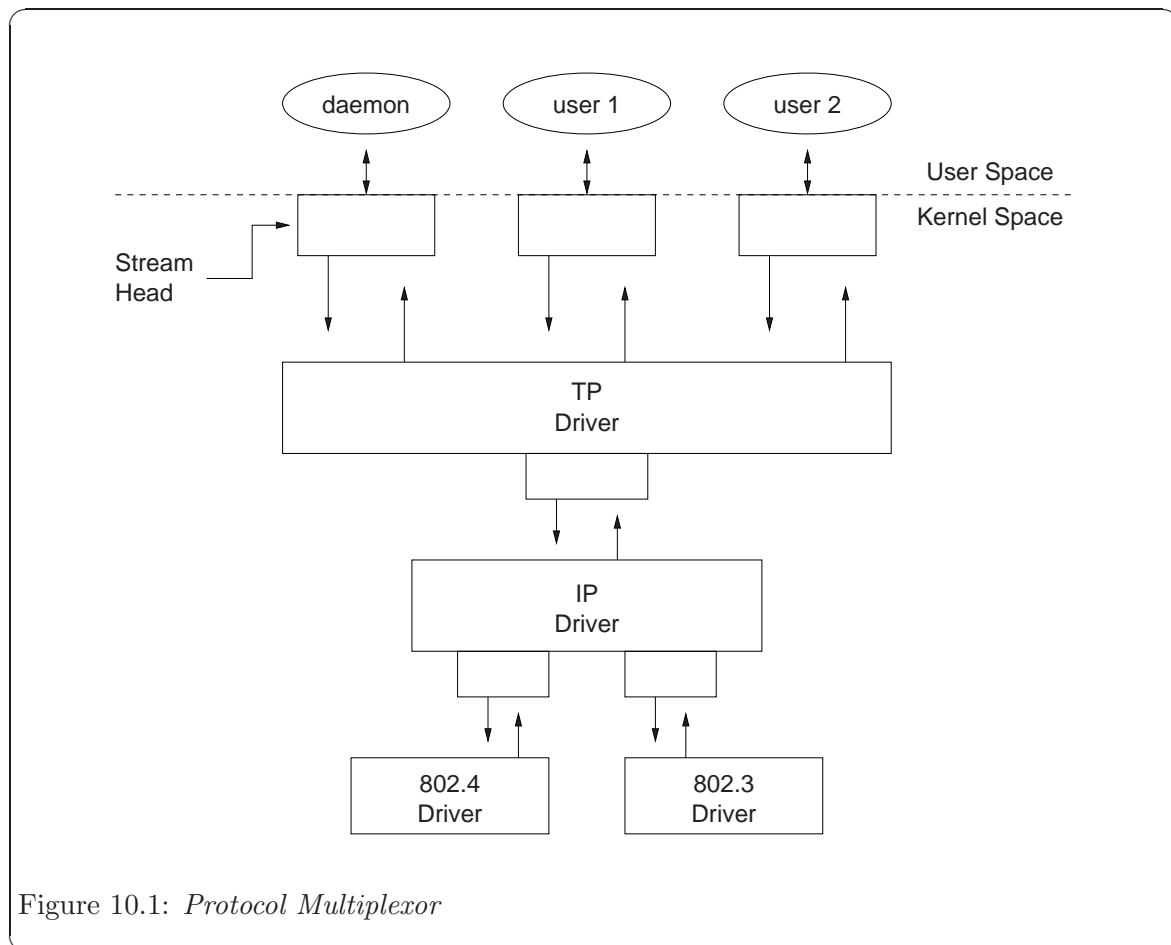 daemon
user 1
user 2
User Space
Kernel Space
Stream
Head
TP
Driver
IP
Driver
802.4
Driver
802.3
Driver
Figure 10.1: Protocol Multiplexor